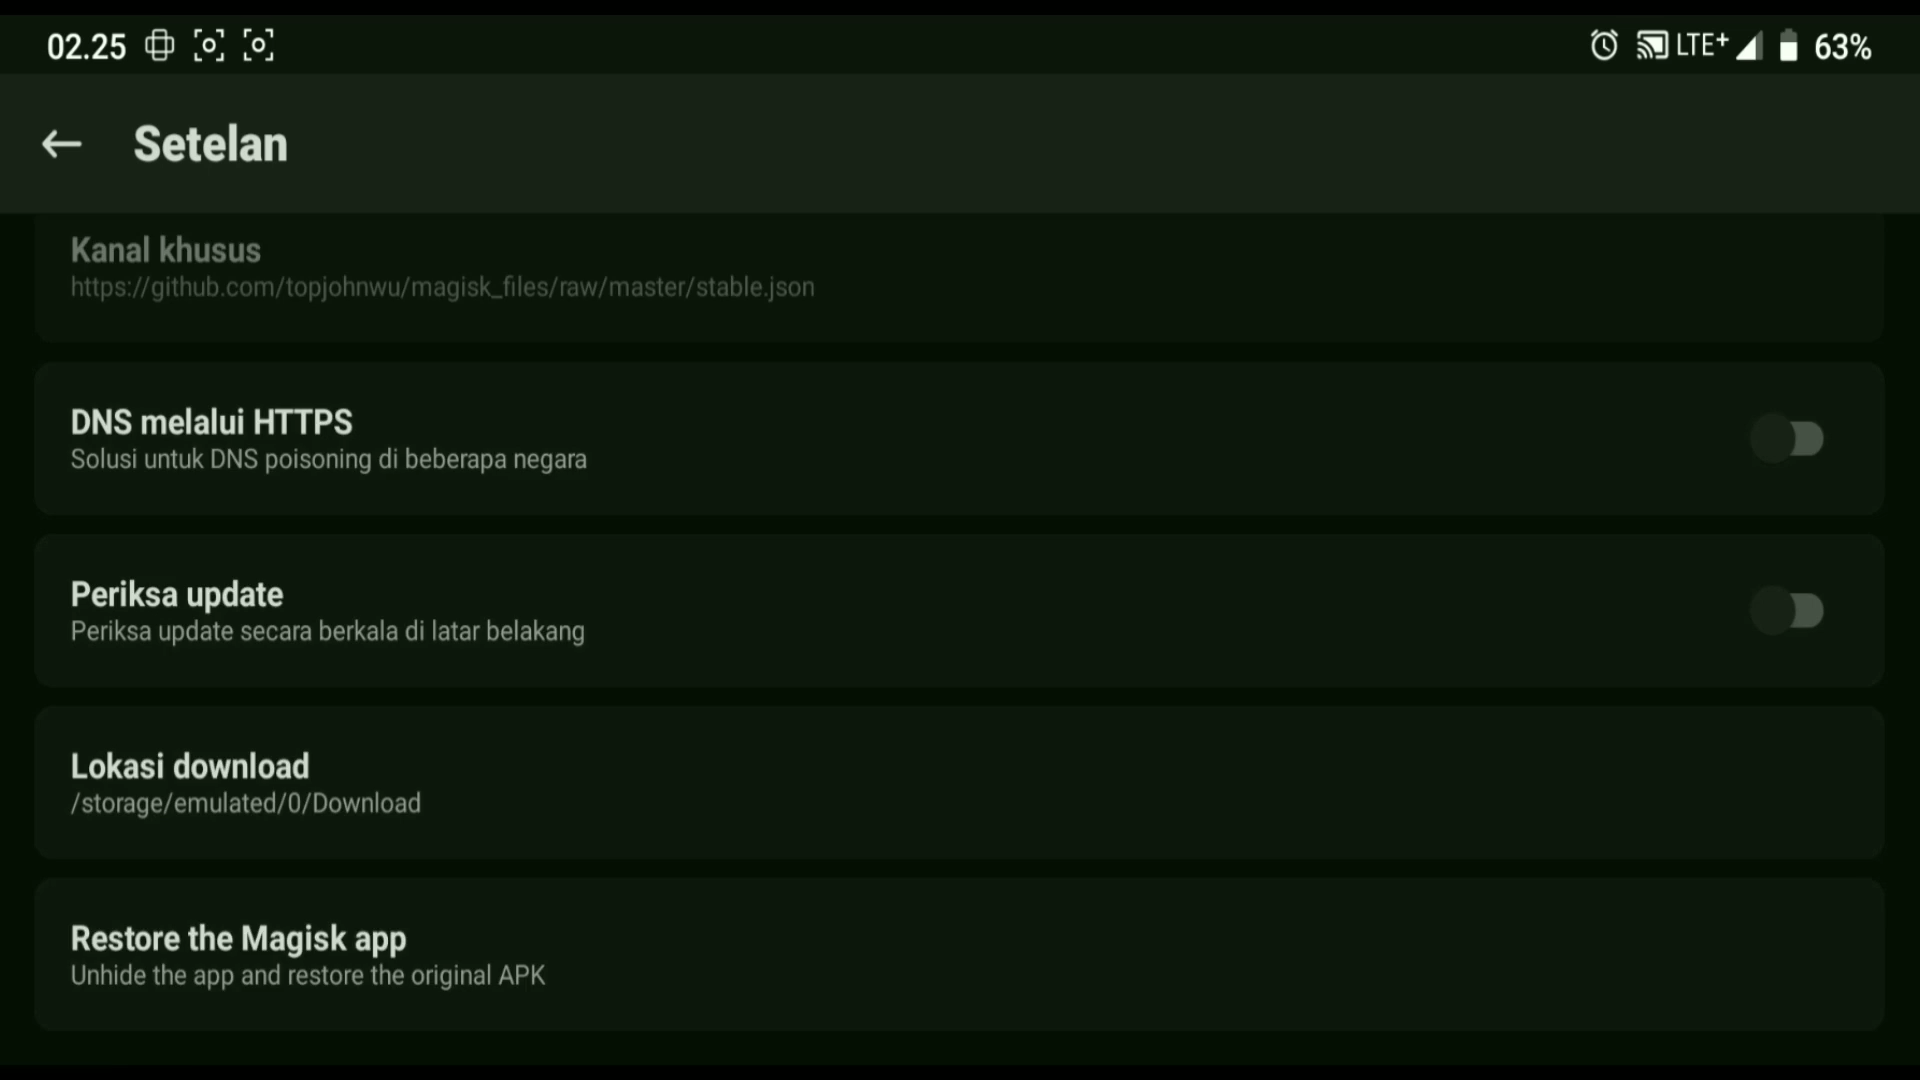 02.25
LTE+ 63%
Setelan
Kanal khusus
https://github.com/topjohnwu/magisk_files/raw/master/stable.json
DNS melalui HTTPS
Solusi untuk DNS poisoning di beberapa negara
Periksa update
Periksa update secara berkala di latar belakang
Lokasi download
/storage/emulated/0/Download
Restore the Magisk app
Unhide the app and restore the original APK